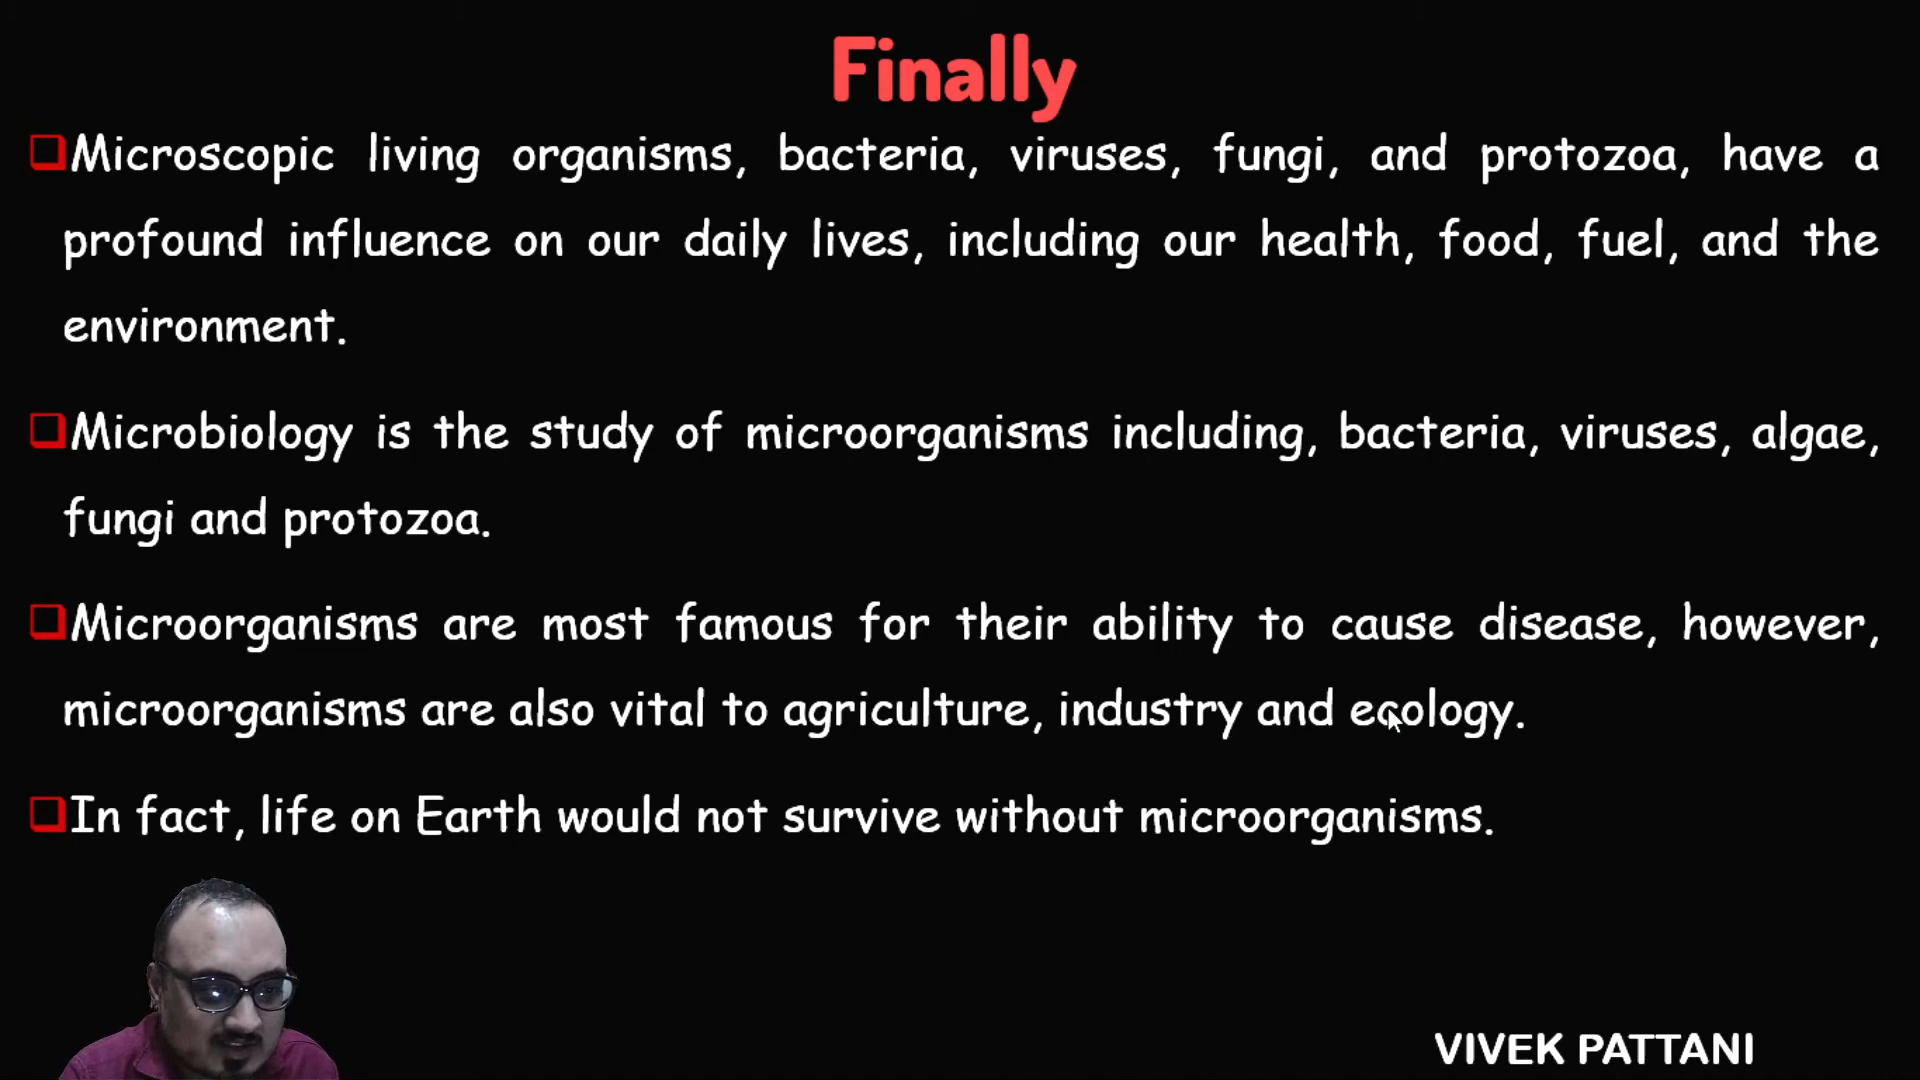 Finally
Microscopic living organisms, bacteria, viruses, fungi, and protozoa, have a
profound influence on our daily lives, including our health, food, fuel, and the
environment.
Microbiology is the study of microorganisms including, bacteria, viruses, algae,
fungi and protozoa.
Microorganisms are most famous for their ability to cause disease, however,
microorganisms are also vital to agriculture, industry and ecology.
In fact, life on Earth would not survive without microorganisms.
VIVEK PATTANI